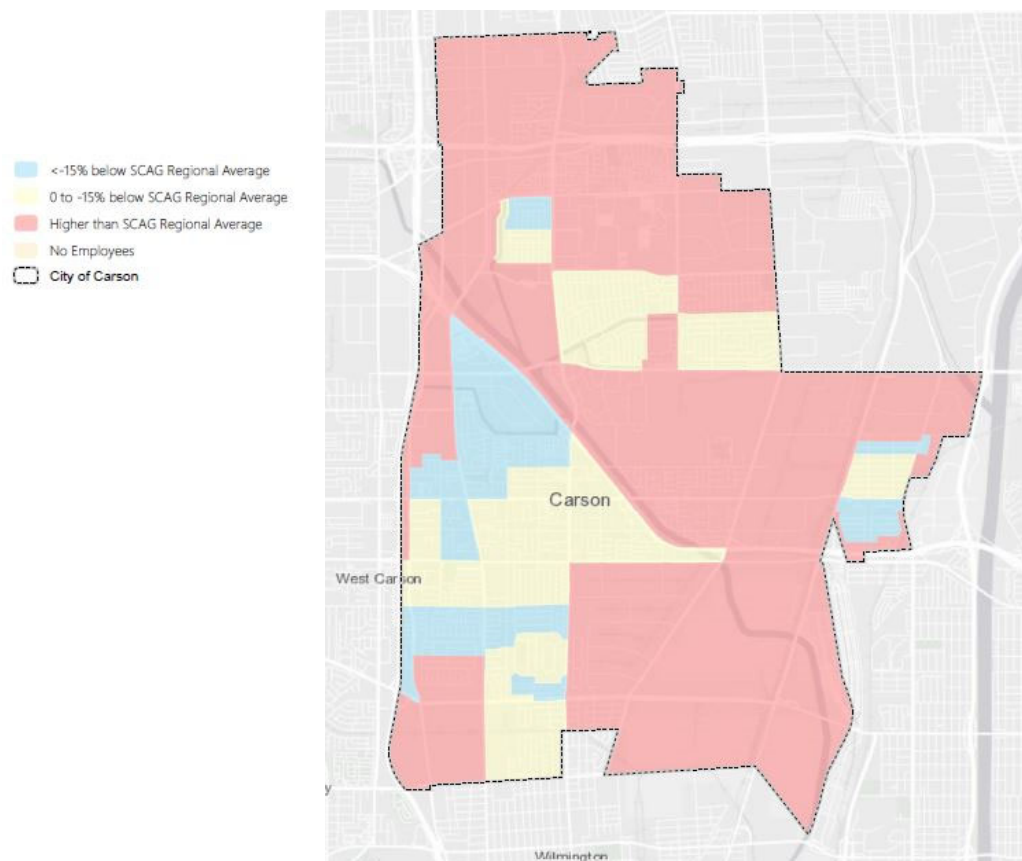 <-15% below SCAG Regional Average
0 to -15% below SCAG Regional Average
Higher than SCAG Regional Average
No Employees
City of Carson
Carson
West Carson
y
Wilmington